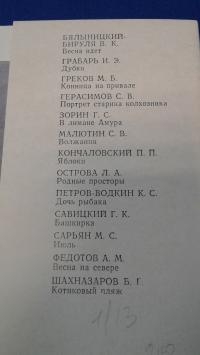 БЯЛЫНИЦКИЙ-
БИРУЛЯ В. К.
Весна идет
ГРАБАРЬ И. Э.
Дубки
ГРЕКОВ М. Б.
Конница на привале
ГЕРАСИМОВ С. В.
Портрет старика колхозника
ЗОРИН Г. С.
В лимане Амура
МАЛЮТИН С. В.
Волжанка
КОНЧАЛОВСКИЙ П. П.
Яблоки
ОСТРОВА Л. А.
Родные просторы
ПЕТРОВ-ВОДКИН К. С.
Дочь рыбака
САВИЦКИЙ Г. К.
Башкирка
САРЬЯН М. С.
Июль
ФЕДОТОВ А. М.
Весна на севере
ШАХНАЗАРОВ Б. Г.
Котиковый пляж
1/13